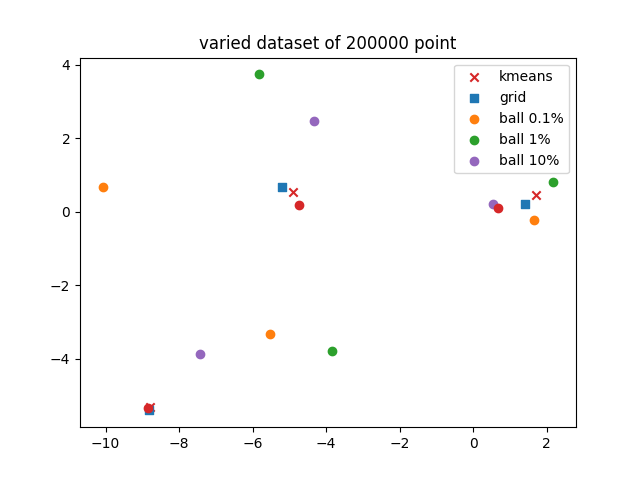 varied dataset of 200000 point
kmeans
grid
ball 0.1%
ball 1%
ball 10%
4
2
0
−2
−4
−10 −8 −6 −4 −2 0 2